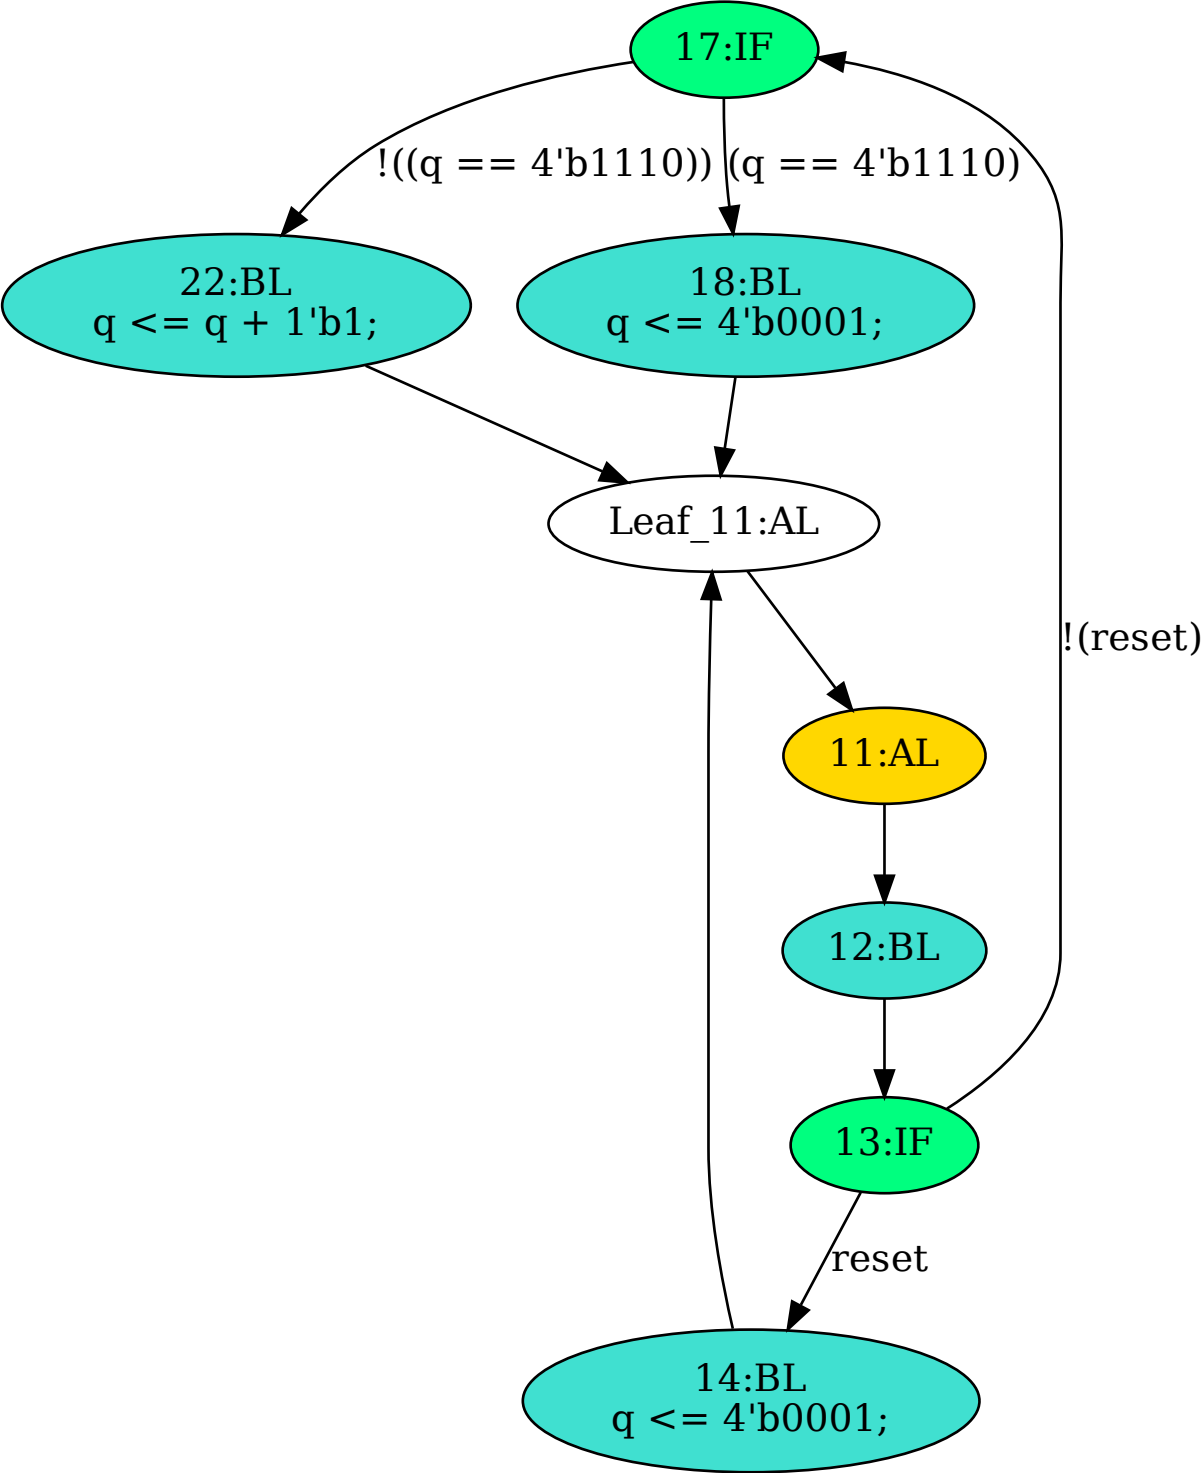 17:IF
!((q == 4'b1110))
(q == 4'b1110)
22:BL
q <= q + 1'b1;
18:BL
q <= 4'b0001;
Leaf_11:AL
!(reset)
11:AL
12:BL
13:IF
reset
14:BL
q <= 4'b0001;